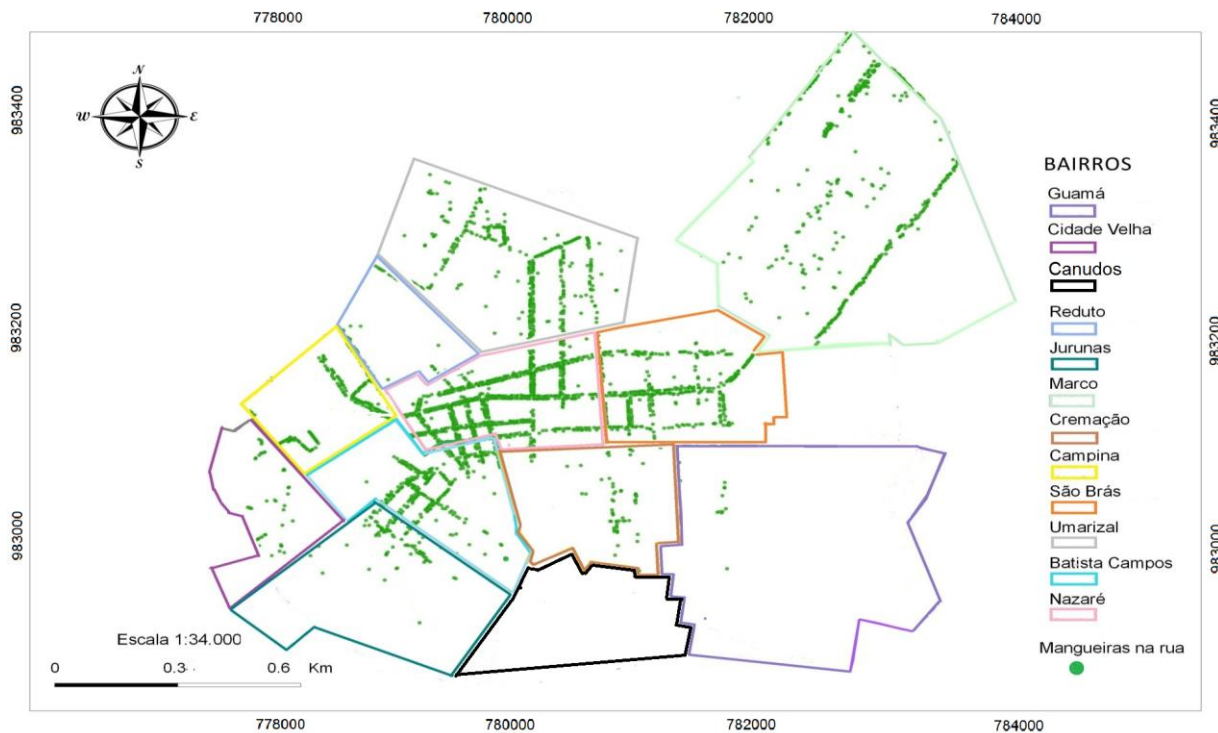 778000 780000 782000 784000
983400
983200
983000
N
W E
S
983400
983200
983000
BAIRROS
Guamá
Cidade Velha
Canudos
Reduto
Jurunas
Marco
Cremação
Campina
São Brás
Umarizal
Batista Campos
Nazaré
Mangueiras na rua
Escala 1:34.000
0 0.3 0.6 Km
778000 780000 782000 784000